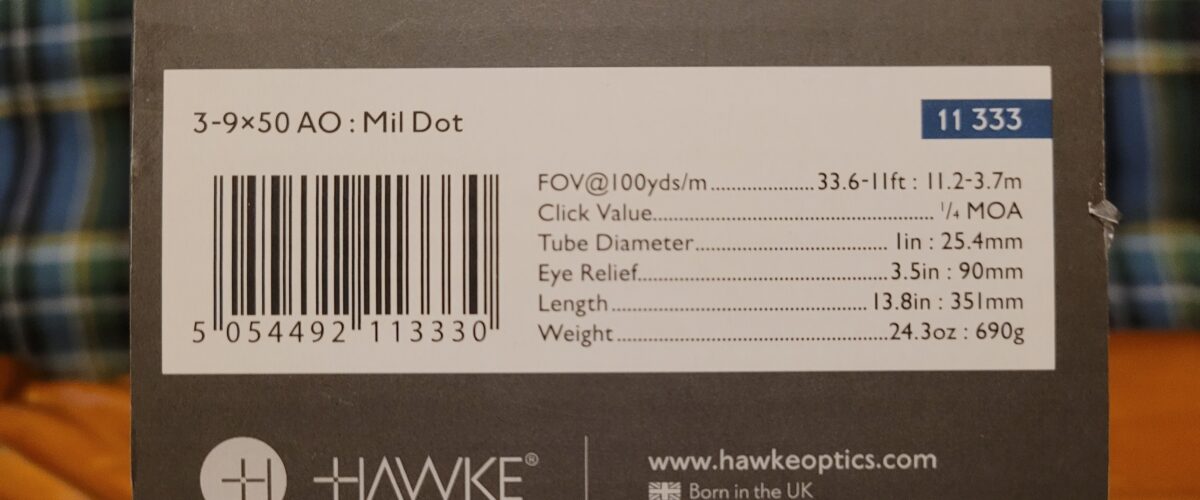 3-9×50 AO : Mil Dot
11 333
FOV@100yds/m....................33.6-11ft : 11.2-3.7m
Click Value.................................................... ¼ MOA
Tube Diameter..................................... 1in : 25.4mm
Eye Relief................................................3.5in : 90mm
Length................................................13.8in : 351mm
Weight ................................................24.3oz : 690g
5 054492 113330
HAWKE®
www.hawkeoptics.com
Born in the UK